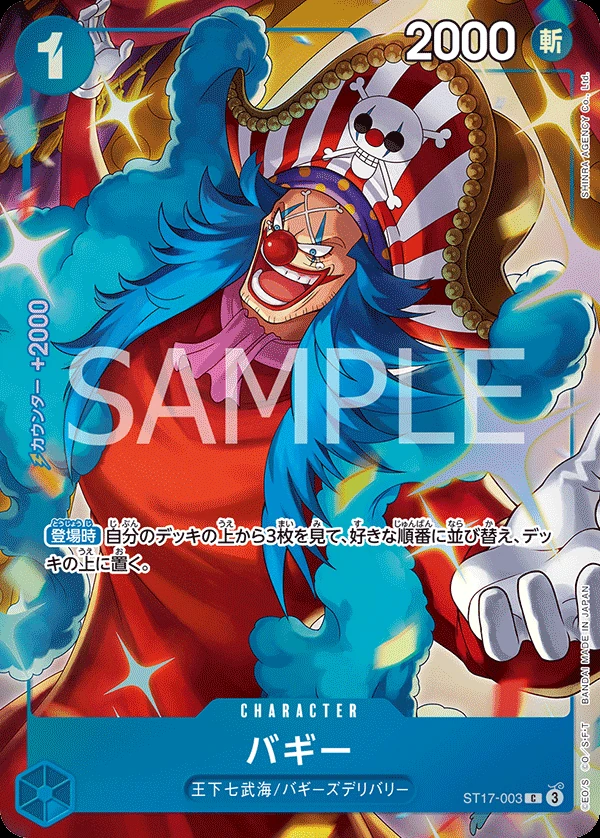 1
2000
斬
SHINRA AGENCY Co., Ltd.
カウンター +2000
SAMPLE
登場時 自分のデッキの上から3枚を見て、好きな順番に並び替え、デッ
キの上に置く。
CHARACTER
バギー
王下七武海/バギーズデリバリー
ST17-003 C 3
©EO/S ©O/S・F・T BANDAI MADE IN JAPAN